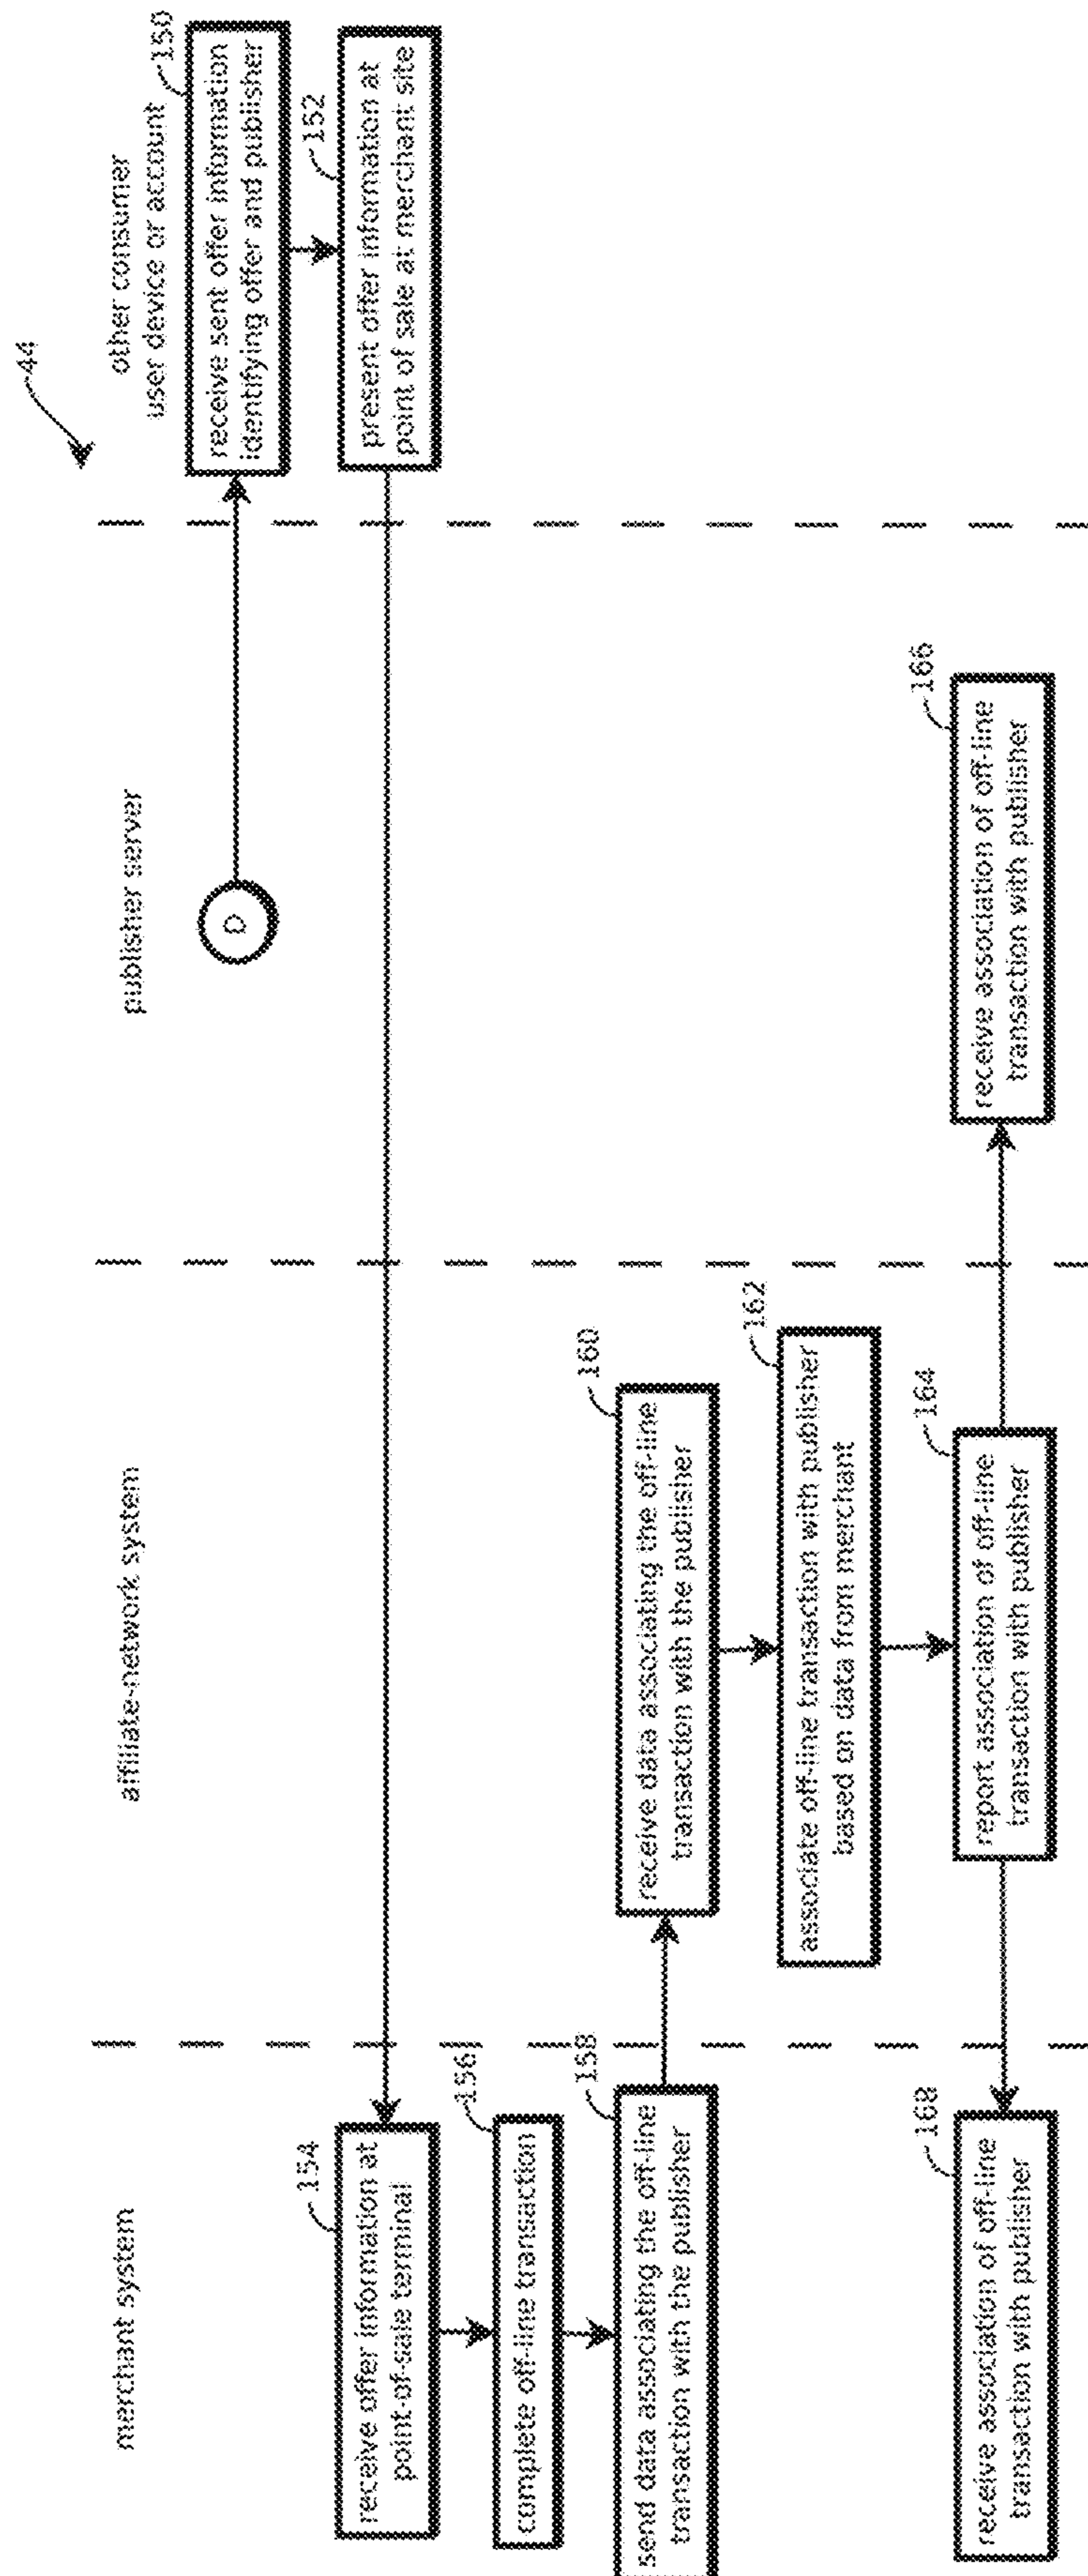 44
merchant system
affiliate-network system
publisher server
other consumer
user device or account
D
150
receive sent offer information
identifying offer and publisher
152
present offer information at
point of sale at merchant site
154
receive offer information at
point-of-sale terminal
156
complete off-line transaction
158
send data associating the off-line
transaction with the publisher
160
receive data associating the off-line
transaction with the publisher
162
associate off-line transaction with publisher
based on data from merchant
164
report association of off-line
transaction with publisher
166
receive association of off-line
transaction with publisher
168
receive association of off-line
transaction with publisher